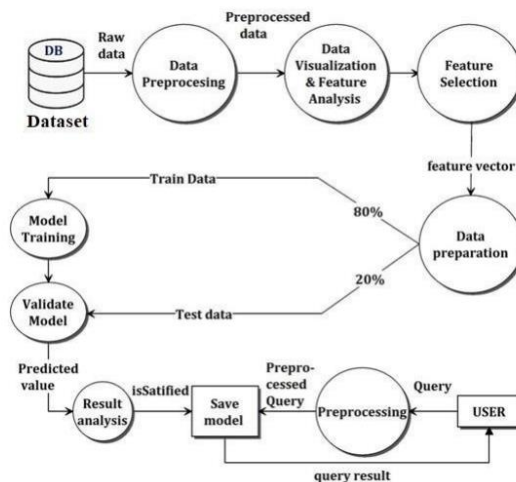 DB
Dataset
Raw
data
Data
Preprocesing
Preprocessed
data
Data
Visualization
& Feature
Analysis
Feature
Selection
feature vector
Data
preparation
80%
Train Data
20%
Test data
Model
Training
Validate
Model
Predicted
value
Result
analysis
isSatified
Save
model
Prepro-
cessed
Query
Preprocessing
Query
USER
query result